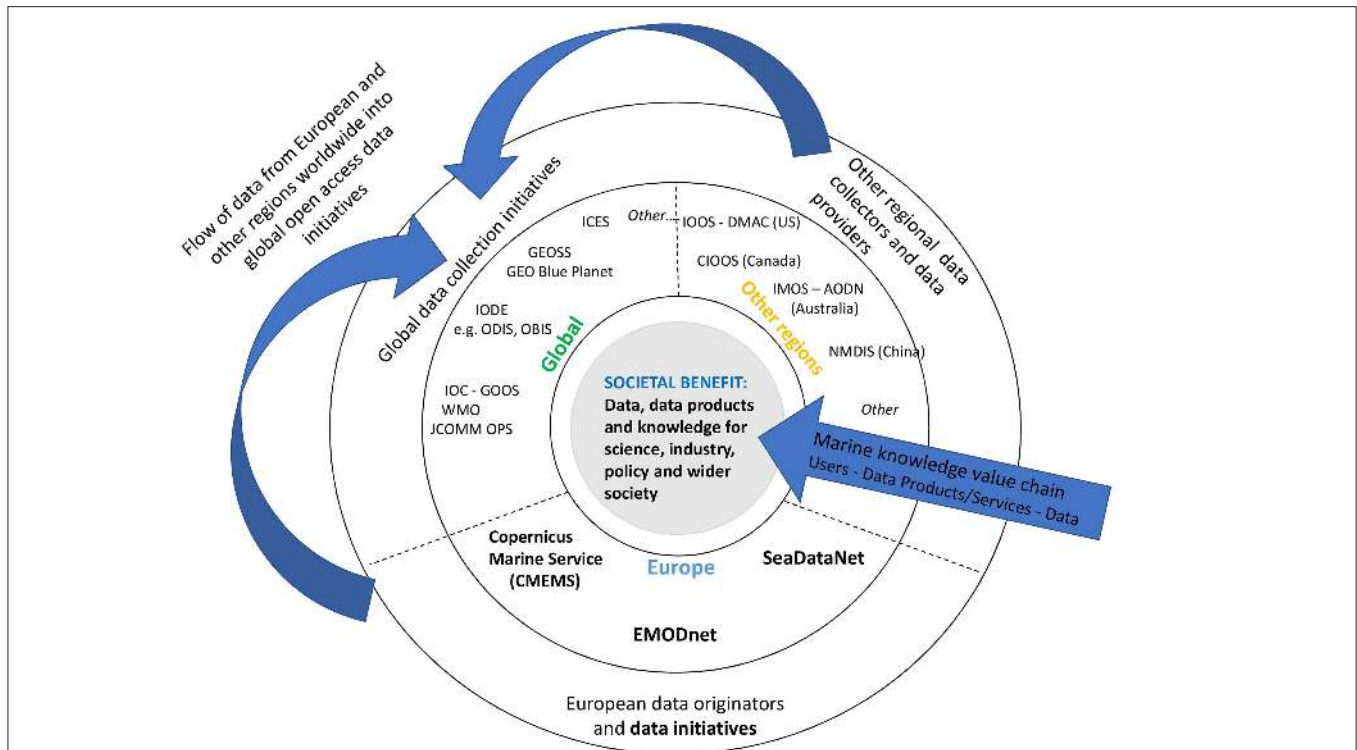 Flow of data from European and
other regions worldwide into
global open access data
initiatives
Global data collection initiatives
Other regional data
collectors and data
providers
ICES
Other...
GEOSS
GEO Blue Planet
IODE
e.g. ODIS, OBIS
IOC - GOOS
WMO
JCOMM OPS
Global
IOOS - DMAC (US)
CIOOS (Canada)
IMOS – AODN
(Australia)
NMDIS (China)
Other
Other regions
SOCIETAL BENEFIT:
Data, data products
and knowledge for
science, industry,
policy and wider
society
Marine knowledge value chain
Users - Data Products/Services - Data
Copernicus
Marine Service
(CMEMS)
Europe
SeaDataNet
EMODnet
European data originators
and data initiatives